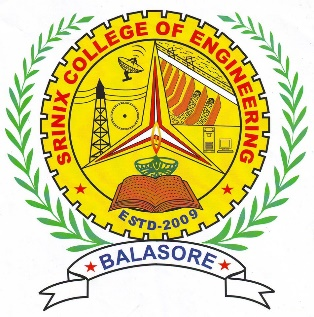 SRINIX COLLEGE OF ENGINEERING
ESTD-2009
BALASORE